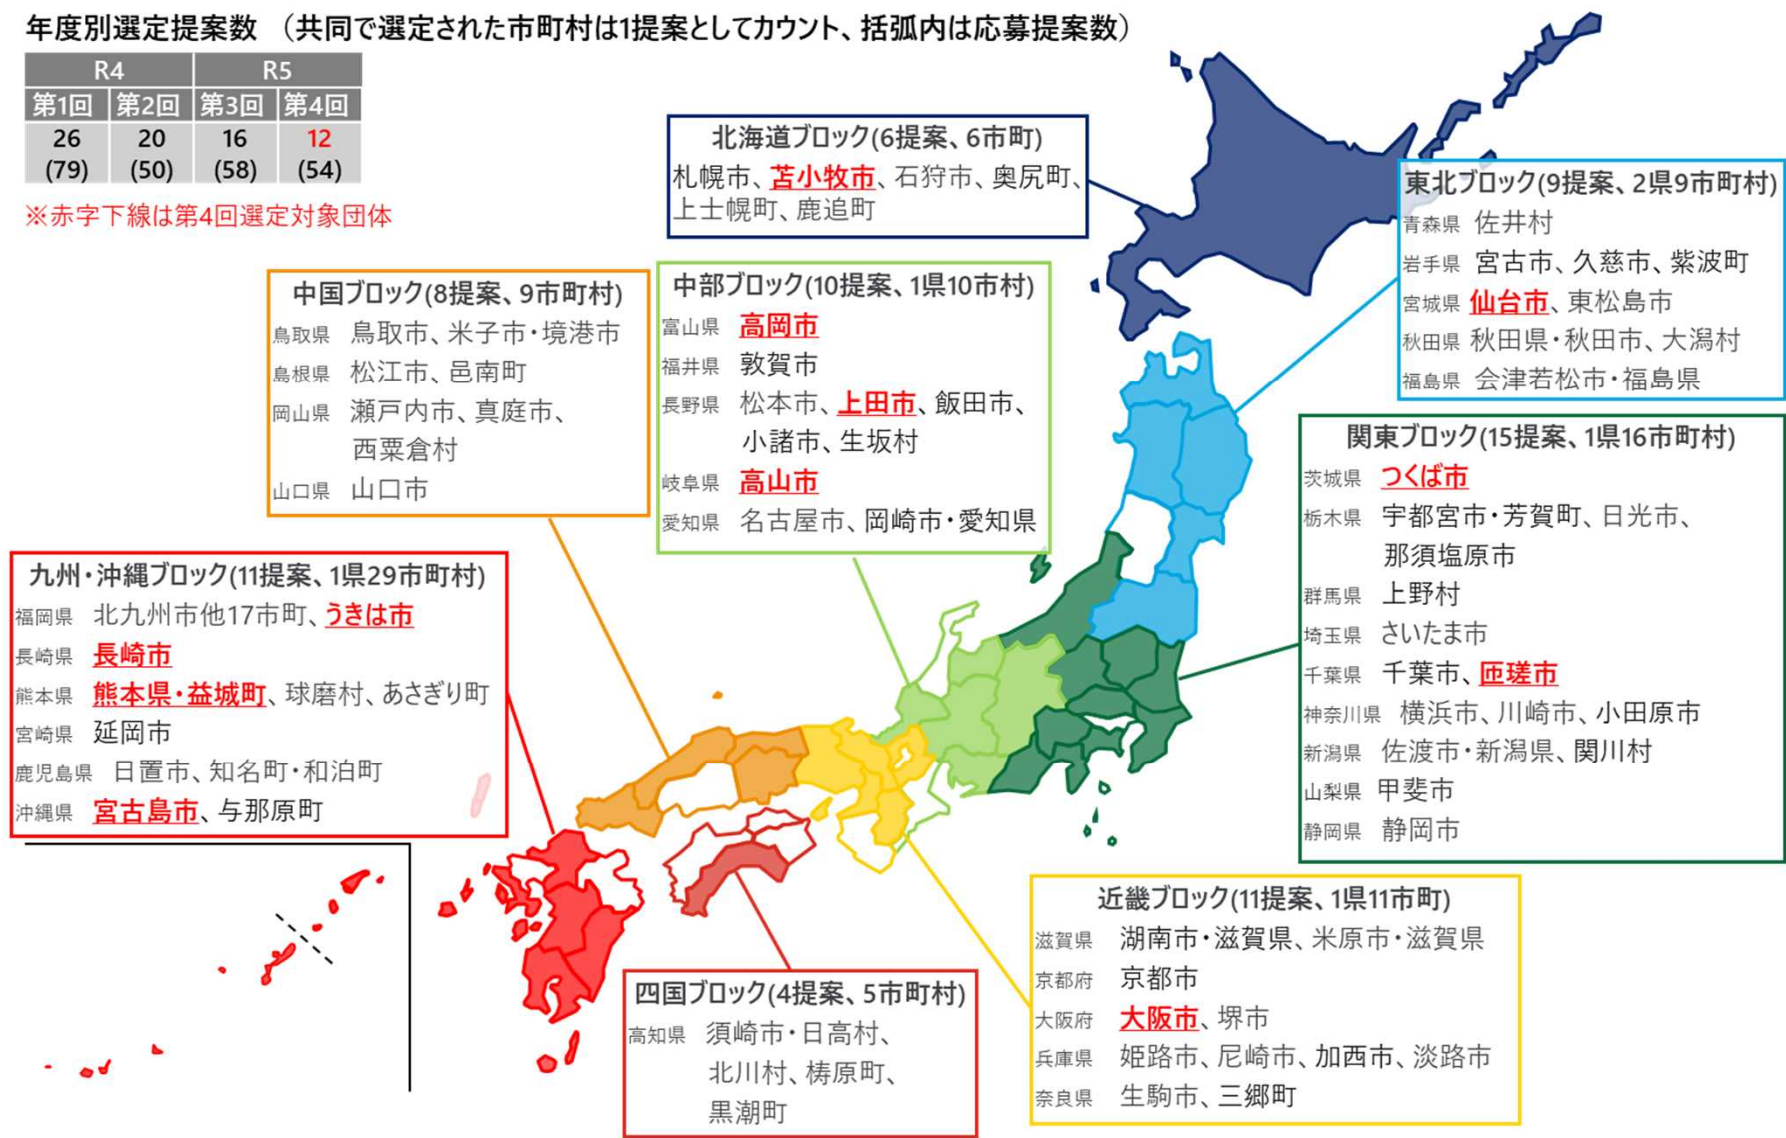 年度別選定提案数　（共同で選定された市町村は1提案としてカウント、括弧内は応募提案数）
R4 R5
第1回 第2回 第3回 第4回
26 20 16 12
(79) (50) (58) (54)
※赤字下線は第4回選定対象団体
北海道ブロック(6提案、6市町)
札幌市、苫小牧市、石狩市、奥尻町、
上士幌町、鹿追町
東北ブロック(9提案、2県9市町村)
青森県 佐井村
岩手県 宮古市、久慈市、紫波町
宮城県 仙台市、東松島市
秋田県 秋田県・秋田市、大潟村
福島県 会津若松市・福島県
中国ブロック(8提案、9市町村)
鳥取県 鳥取市、米子市・境港市
島根県 松江市、邑南町
岡山県 瀬戸内市、真庭市、
西粟倉村
山口県 山口市
中部ブロック(10提案、1県10市村)
富山県 高岡市
福井県 敦賀市
長野県 松本市、上田市、飯田市、
小諸市、生坂村
岐阜県 高山市
愛知県 名古屋市、岡崎市・愛知県
関東ブロック(15提案、1県16市町村)
茨城県 つくば市
栃木県 宇都宮市・芳賀町、日光市、
那須塩原市
群馬県 上野村
埼玉県 さいたま市
千葉県 千葉市、匝瑳市
神奈川県 横浜市、川崎市、小田原市
新潟県 佐渡市・新潟県、関川村
山梨県 甲斐市
静岡県 静岡市
九州・沖縄ブロック(11提案、1県29市町村)
福岡県 北九州市他17市町、うきは市
長崎県 長崎市
熊本県 熊本県・益城町、球磨村、あさぎり町
宮崎県 延岡市
鹿児島県 日置市、知名町・和泊町
沖縄県 宮古島市、与那原町
四国ブロック(4提案、5市町村)
高知県 須崎市・日高村、
北川村、梼原町、
黒潮町
近畿ブロック(11提案、1県11市町)
滋賀県 湖南市・滋賀県、米原市・滋賀県
京都府 京都市
大阪府 大阪市、堺市
兵庫県 姫路市、尼崎市、加西市、淡路市
奈良県 生駒市、三郷町